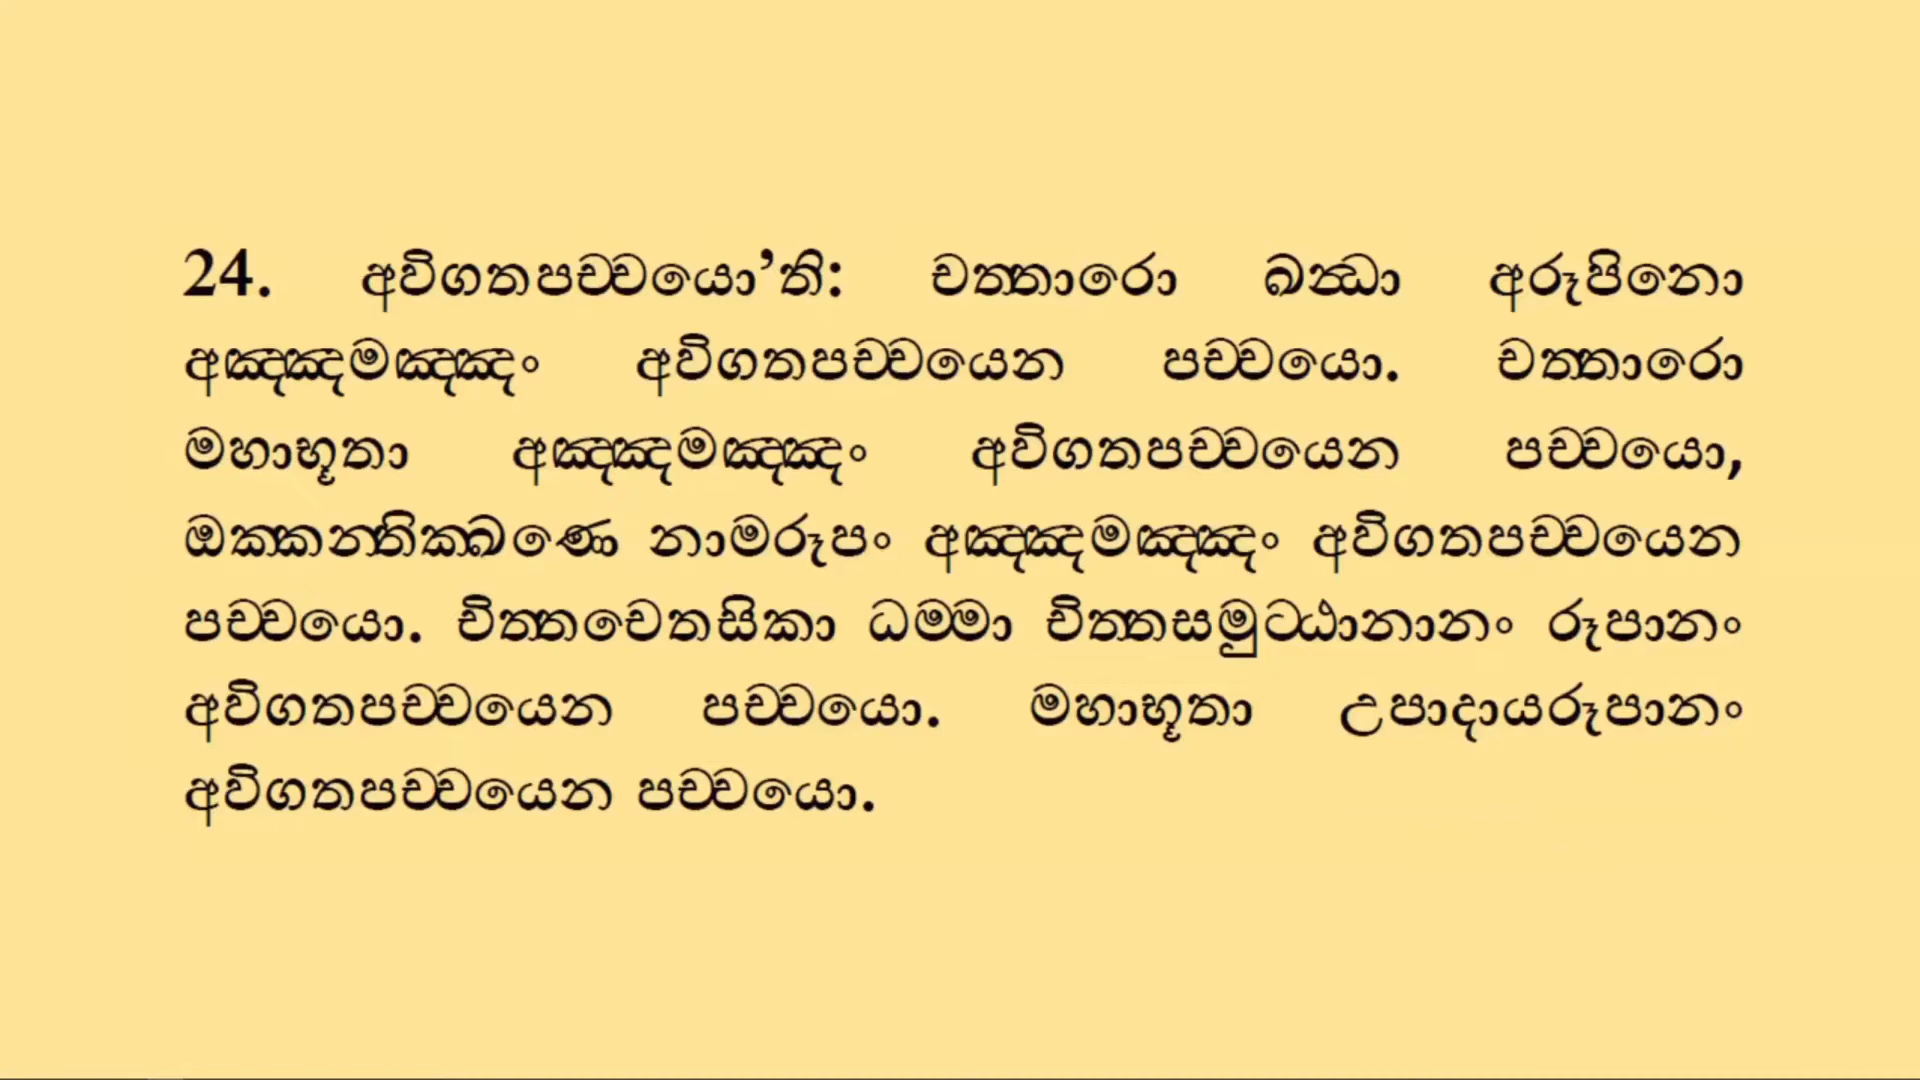 24. අවිගතපච්චයො’ති: චත්තාරො ඛන්ධා අරූපිනො
අඤ්ඤමඤ්ඤං අවිගතපච්චයෙන පච්චයො. චත්තාරො
මහාභූතා අඤ්ඤමඤ්ඤං අවිගතපච්චයෙන පච්චයො,
ඔක්කන්තික්ඛණෙ නාමරූපං අඤ්ඤමඤ්ඤං අවිගතපච්චයෙන
පච්චයො. චිත්තචෙතසිකා ධම්මා චිත්තසමුට්ඨානානං රූපානං
අවිගතපච්චයෙන පච්චයො. මහාභූතා උපාදායරූපානං
අවිගතපච්චයෙන පච්චයො.